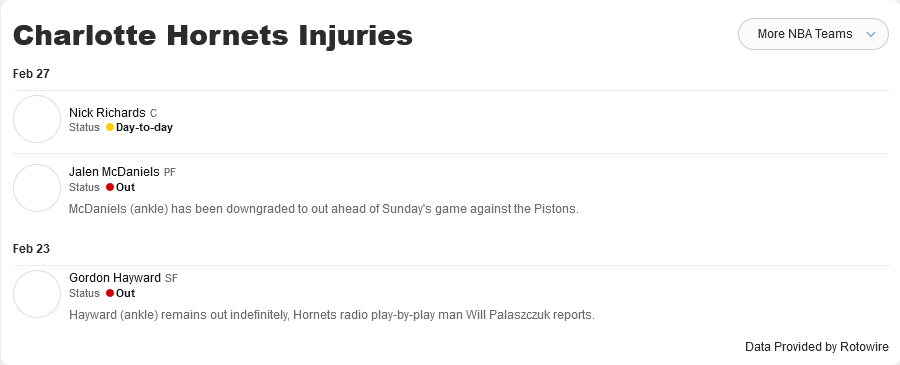 Charlotte Hornets Injuries
More NBA Teams
Feb 27
Nick Richards C
Status Day-to-day
Jalen McDaniels PF
Status Out
McDaniels (ankle) has been downgraded to out ahead of Sunday's game against the Pistons.
Feb 23
Gordon Hayward SF
Status Out
Hayward (ankle) remains out indefinitely, Hornets radio play-by-play man Will Palaszczuk reports.
Data Provided by Rotowire